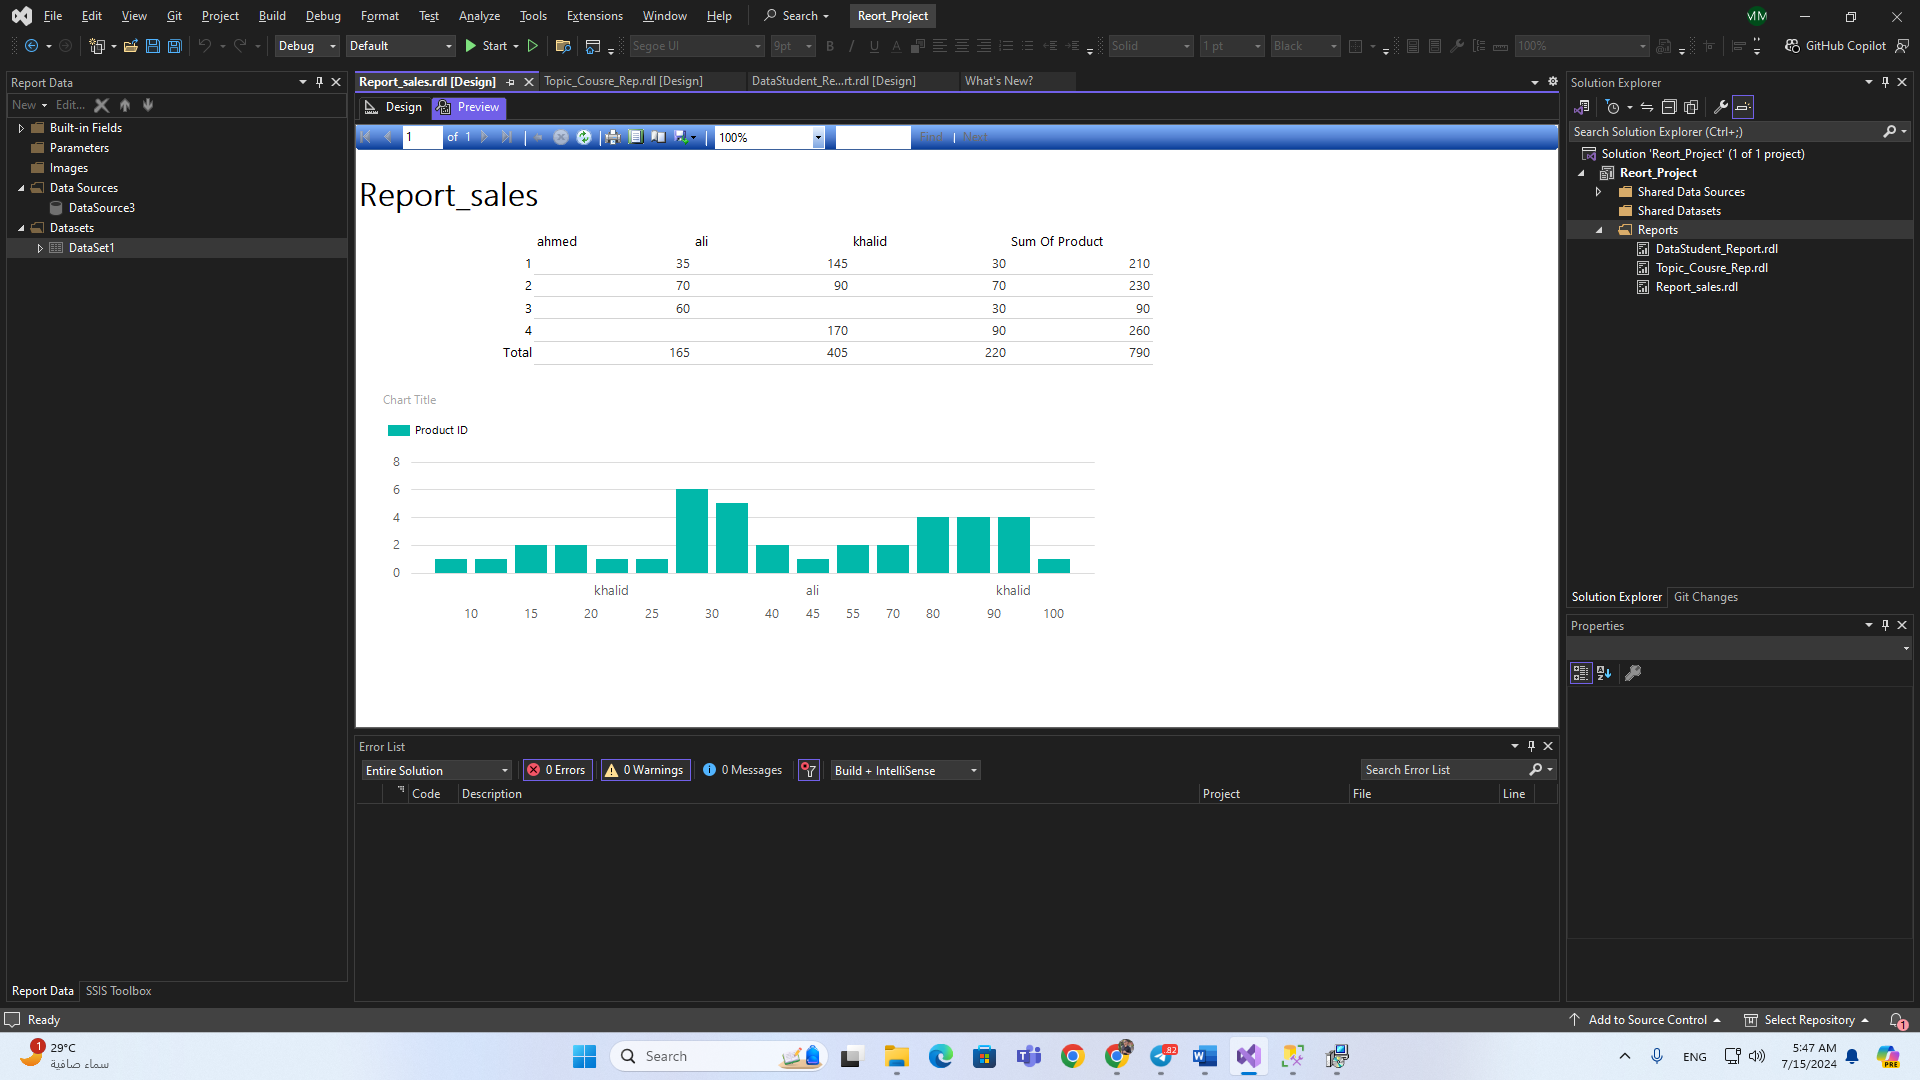 File Edit View Git Project Build Debug Format Test Analyze Tools Extensions Window Help Search Reort_Project
Debug Default Start Segoe UI 9pt Solid 1 pt Black 100% GitHub Copilot
Report Data
New Edit...
Built-in Fields
Parameters
Images
Data Sources
DataSource3
Datasets
DataSet1
Report Data SSIS Toolbox
Report_sales.rdl [Design] Topic_Cousre_Rep.rdl [Design] DataStudent_Re...rt.rdl [Design] What's New?
Design Preview
1 of 1 100% Find | Next
Report_sales
ahmed ali khalid Sum Of Product
1 35 145 30 210
2 70 90 70 230
3 60 30 90
4 170 90 260
Total 165 405 220 790
Chart Title
Product ID
8
6
4
2
0
khalid ali khalid
10 15 20 25 30 40 45 55 70 80 90 100
Error List
Entire Solution 0 Errors 0 Warnings 0 Messages Build + IntelliSense Search Error List
Code Description Project File Line
Solution Explorer
Search Solution Explorer (Ctrl+;)
Solution 'Reort_Project' (1 of 1 project)
Reort_Project
Shared Data Sources
Shared Datasets
Reports
DataStudent_Report.rdl
Topic_Cousre_Rep.rdl
Report_sales.rdl
Solution Explorer Git Changes
Properties
Ready Add to Source Control Select Repository 1
1 29°C
سماء صافية
Search
82
ENG
5:47 AM
7/15/2024
PRE